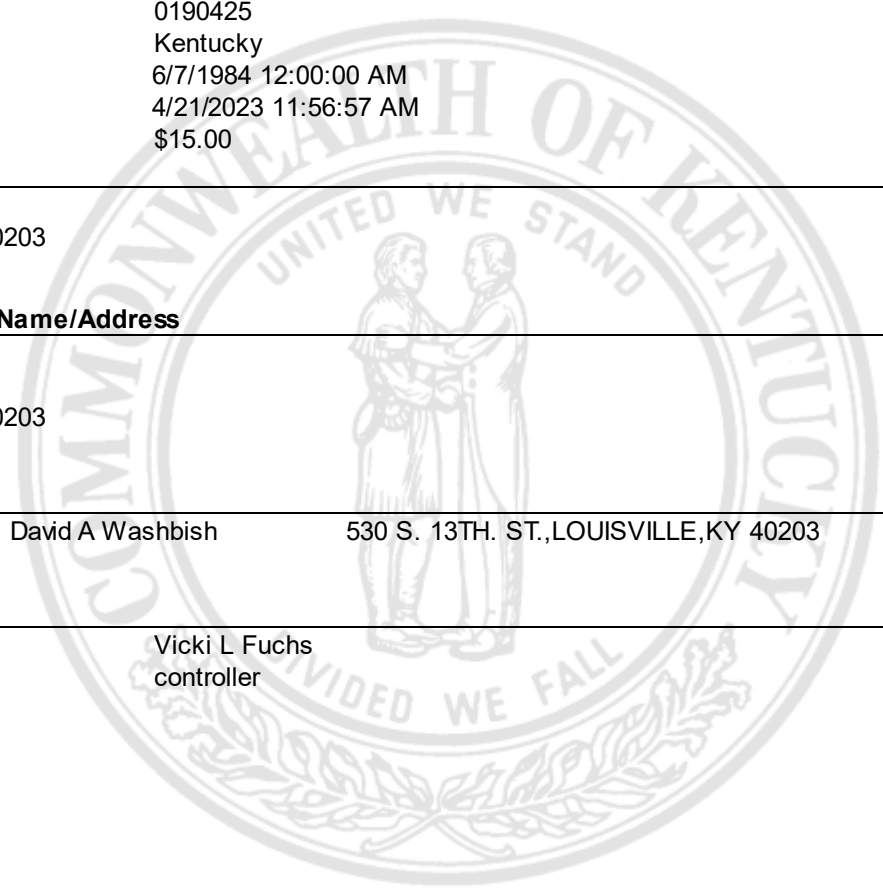 0190425
Kentucky
6/7/1984 12:00:00 AM
4/21/2023 11:56:57 AM
$15.00
0203
Name/Address
0203
David A Washbish 530 S. 13TH. ST.,LOUISVILLE,KY 40203
Vicki L Fuchs
controller
COMMONWEALTH OF KENTUCKY
UNITED WE STAND
DIVIDED WE FALL